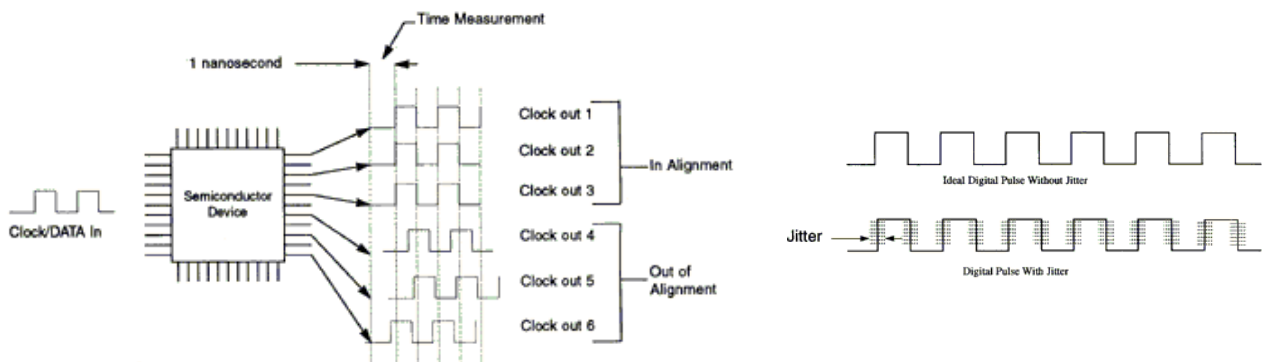 Time Measurement
1 nanosecond
Clock out 1
Clock out 2
In Alignment
Clock out 3
Semiconductor
Device
Clock/DATA In
Clock out 4
Clock out 5
Out of
Alignment
Clock out 6
Ideal Digital Pulse Without Jitter
Jitter
Digital Pulse With Jitter